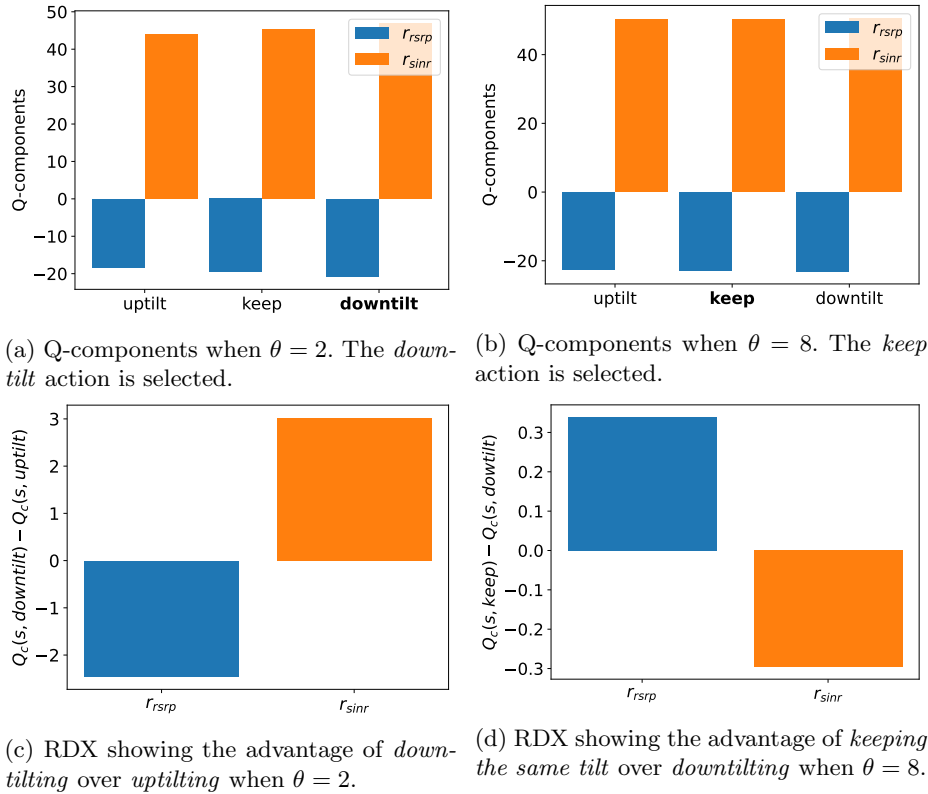 50
40
30
20
10
0
−10
−20
Q-components
r_rsrp
r_sinr
uptilt keep downtilt
(a) Q-components when θ = 2. The down-
tilt action is selected.
40
20
0
−20
Q-components
r_rsrp
r_sinr
uptilt keep downtilt
(b) Q-components when θ = 8. The keep
action is selected.
3
2
1
0
−1
−2
Q_c(s, downtilt) − Q_c(s, uptilt)
r_rsrp r_sinr
(c) RDX showing the advantage of down-
tilting over uptilting when θ = 2.
0.3
0.2
0.1
0.0
−0.1
−0.2
−0.3
Q_c(s, keep) − Q_c(s, dowtilt)
r_rsrp r_sinr
(d) RDX showing the advantage of keeping
the same tilt over downtilting when θ = 8.